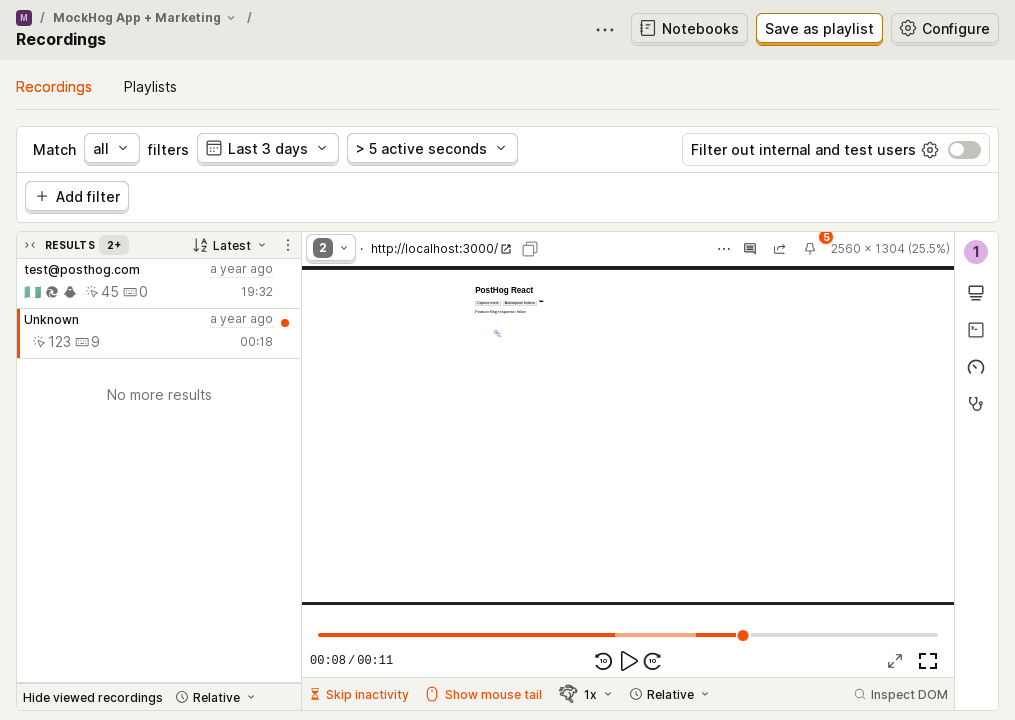 M / MockHog App + Marketing /
Recordings
Notebooks
Save as playlist
Configure
Recordings
Playlists
Match all filters Last 3 days > 5 active seconds
Filter out internal and test users
Add filter
RESULTS 2+
Latest
test@posthog.com a year ago
45 0 19:32
Unknown a year ago
123 9 00:18
No more results
Hide viewed recordings Relative
2 · http://localhost:3000/
5
2560 × 1304 (25.5%)
1
PostHog React
Capture event Autocapture buttons
Feature flag response: false
00:08 / 00:11
10
10
Skip inactivity Show mouse tail 1x Relative
Inspect DOM